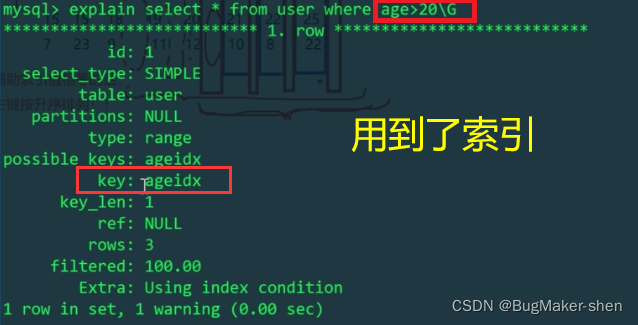 mysql> explain select * from user where age>20\G
*************************** 1. row ***************************
id: 1
select_type: SIMPLE
table: user
partitions: NULL
type: range
possible_keys: ageidx
key: ageidx
key_len: 1
ref: NULL
rows: 3
filtered: 100.00
Extra: Using index condition
1 row in set, 1 warning (0.00 sec)
用到了索引
CSDN @BugMaker-shen